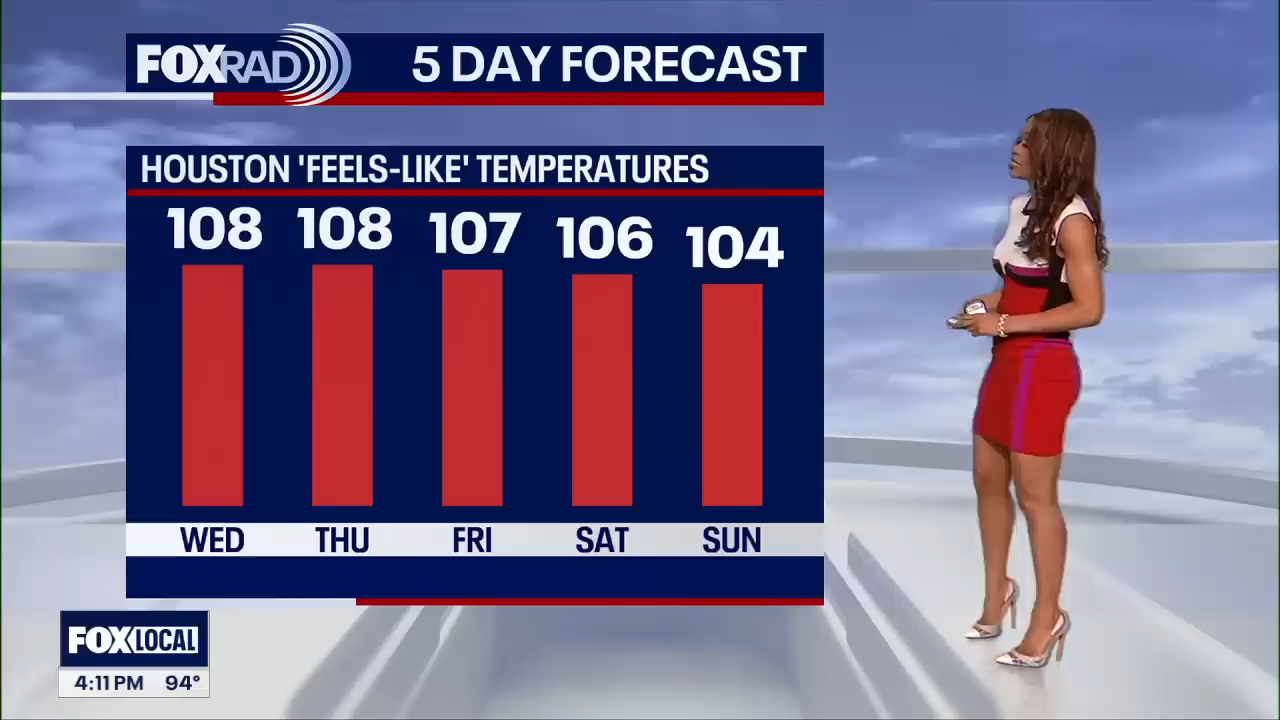 FOXRAD
5 DAY FORECAST
HOUSTON 'FEELS-LIKE' TEMPERATURES
108 108 107 106 104
WED THU FRI SAT SUN
FOX LOCAL
4:11 PM 94°